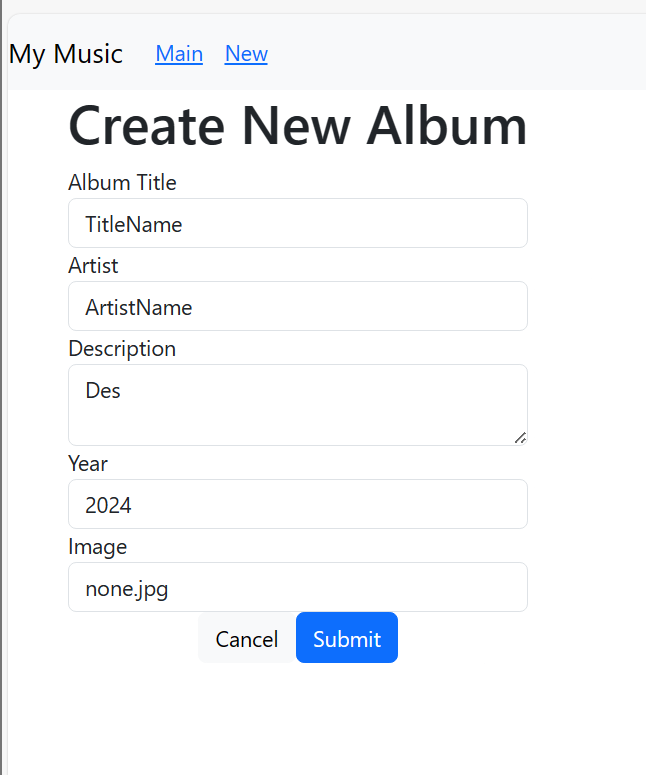 My Music Main New
Create New Album
Album Title
TitleName
Artist
ArtistName
Description
Des
Year
2024
Image
none.jpg
Cancel Submit